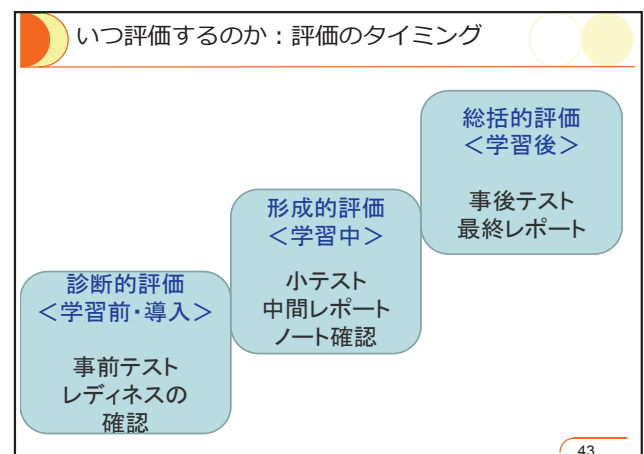 いつ評価するのか：評価のタイミング
総括的評価
＜学習後＞
事後テスト
最終レポート
形成的評価
＜学習中＞
小テスト
中間レポート
ノート確認
診断的評価
＜学習前・導入＞
事前テスト
レディネスの
確認
43